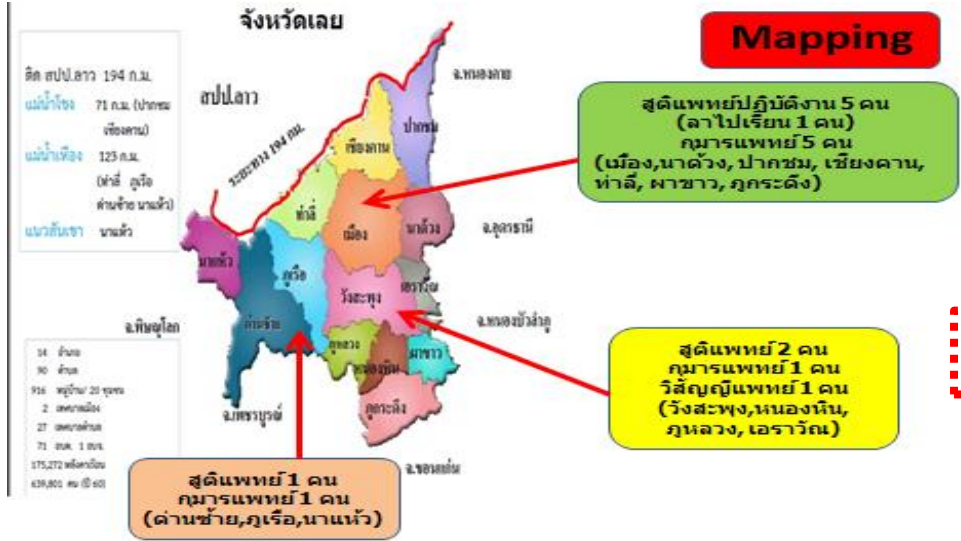 จังหวัดเลย
Mapping
ติด สปป.ลาว 194 ก.ม.
แม่น้ำโขง 71 ก.ม. (ปากชม
เชียงคาน)
แม่น้ำเหือง 123 ก.ม.
(ท่าลี่ ภูเรือ
ด่านซ้าย นาแห้ว)
แนวสันเขา นาแห้ว
สปป.ลาว
ระยะทาง 194 กม.
จ.หนองคาย
ปากชม
เชียงคาน
ท่าลี่
เมือง
นาด้วง
จ.อุดรธานี
นาแห้ว
ภูเรือ
ด่านซ้าย
วังสะพุง
เอราวัณ
จ.หนองบัวลำภู
ภูหลวง
หนองหิน
ผาขาว
ภูกระดึง
จ.พิษณุโลก
จ.เพชรบูรณ์
จ.ขอนแก่น
สูติแพทย์ปฏิบัติงาน 5 คน
(ลาไปเรียน 1 คน)
กุมารแพทย์ 5 คน
(เมือง,นาด้วง, ปากชม, เชียงคาน,
ท่าลี่, ผาขาว, ภูกระดึง)
สูติแพทย์ 2 คน
กุมารแพทย์ 1 คน
วิสัญญีแพทย์ 1 คน
(วังสะพุง,หนองหิน,
ภูหลวง, เอราวัณ)
14 อำเภอ
90 ตำบล
916 หมู่บ้าน/ 20 ชุมชน
2 เทศบาลเมือง
27 เทศบาลตำบล
71 อบต. 1 อบจ.
175,272 หลังคาเรือน
639,801 คน (ปี 60)
สูติแพทย์ 1 คน
กุมารแพทย์ 1 คน
(ด่านซ้าย,ภูเรือ,นาแห้ว)